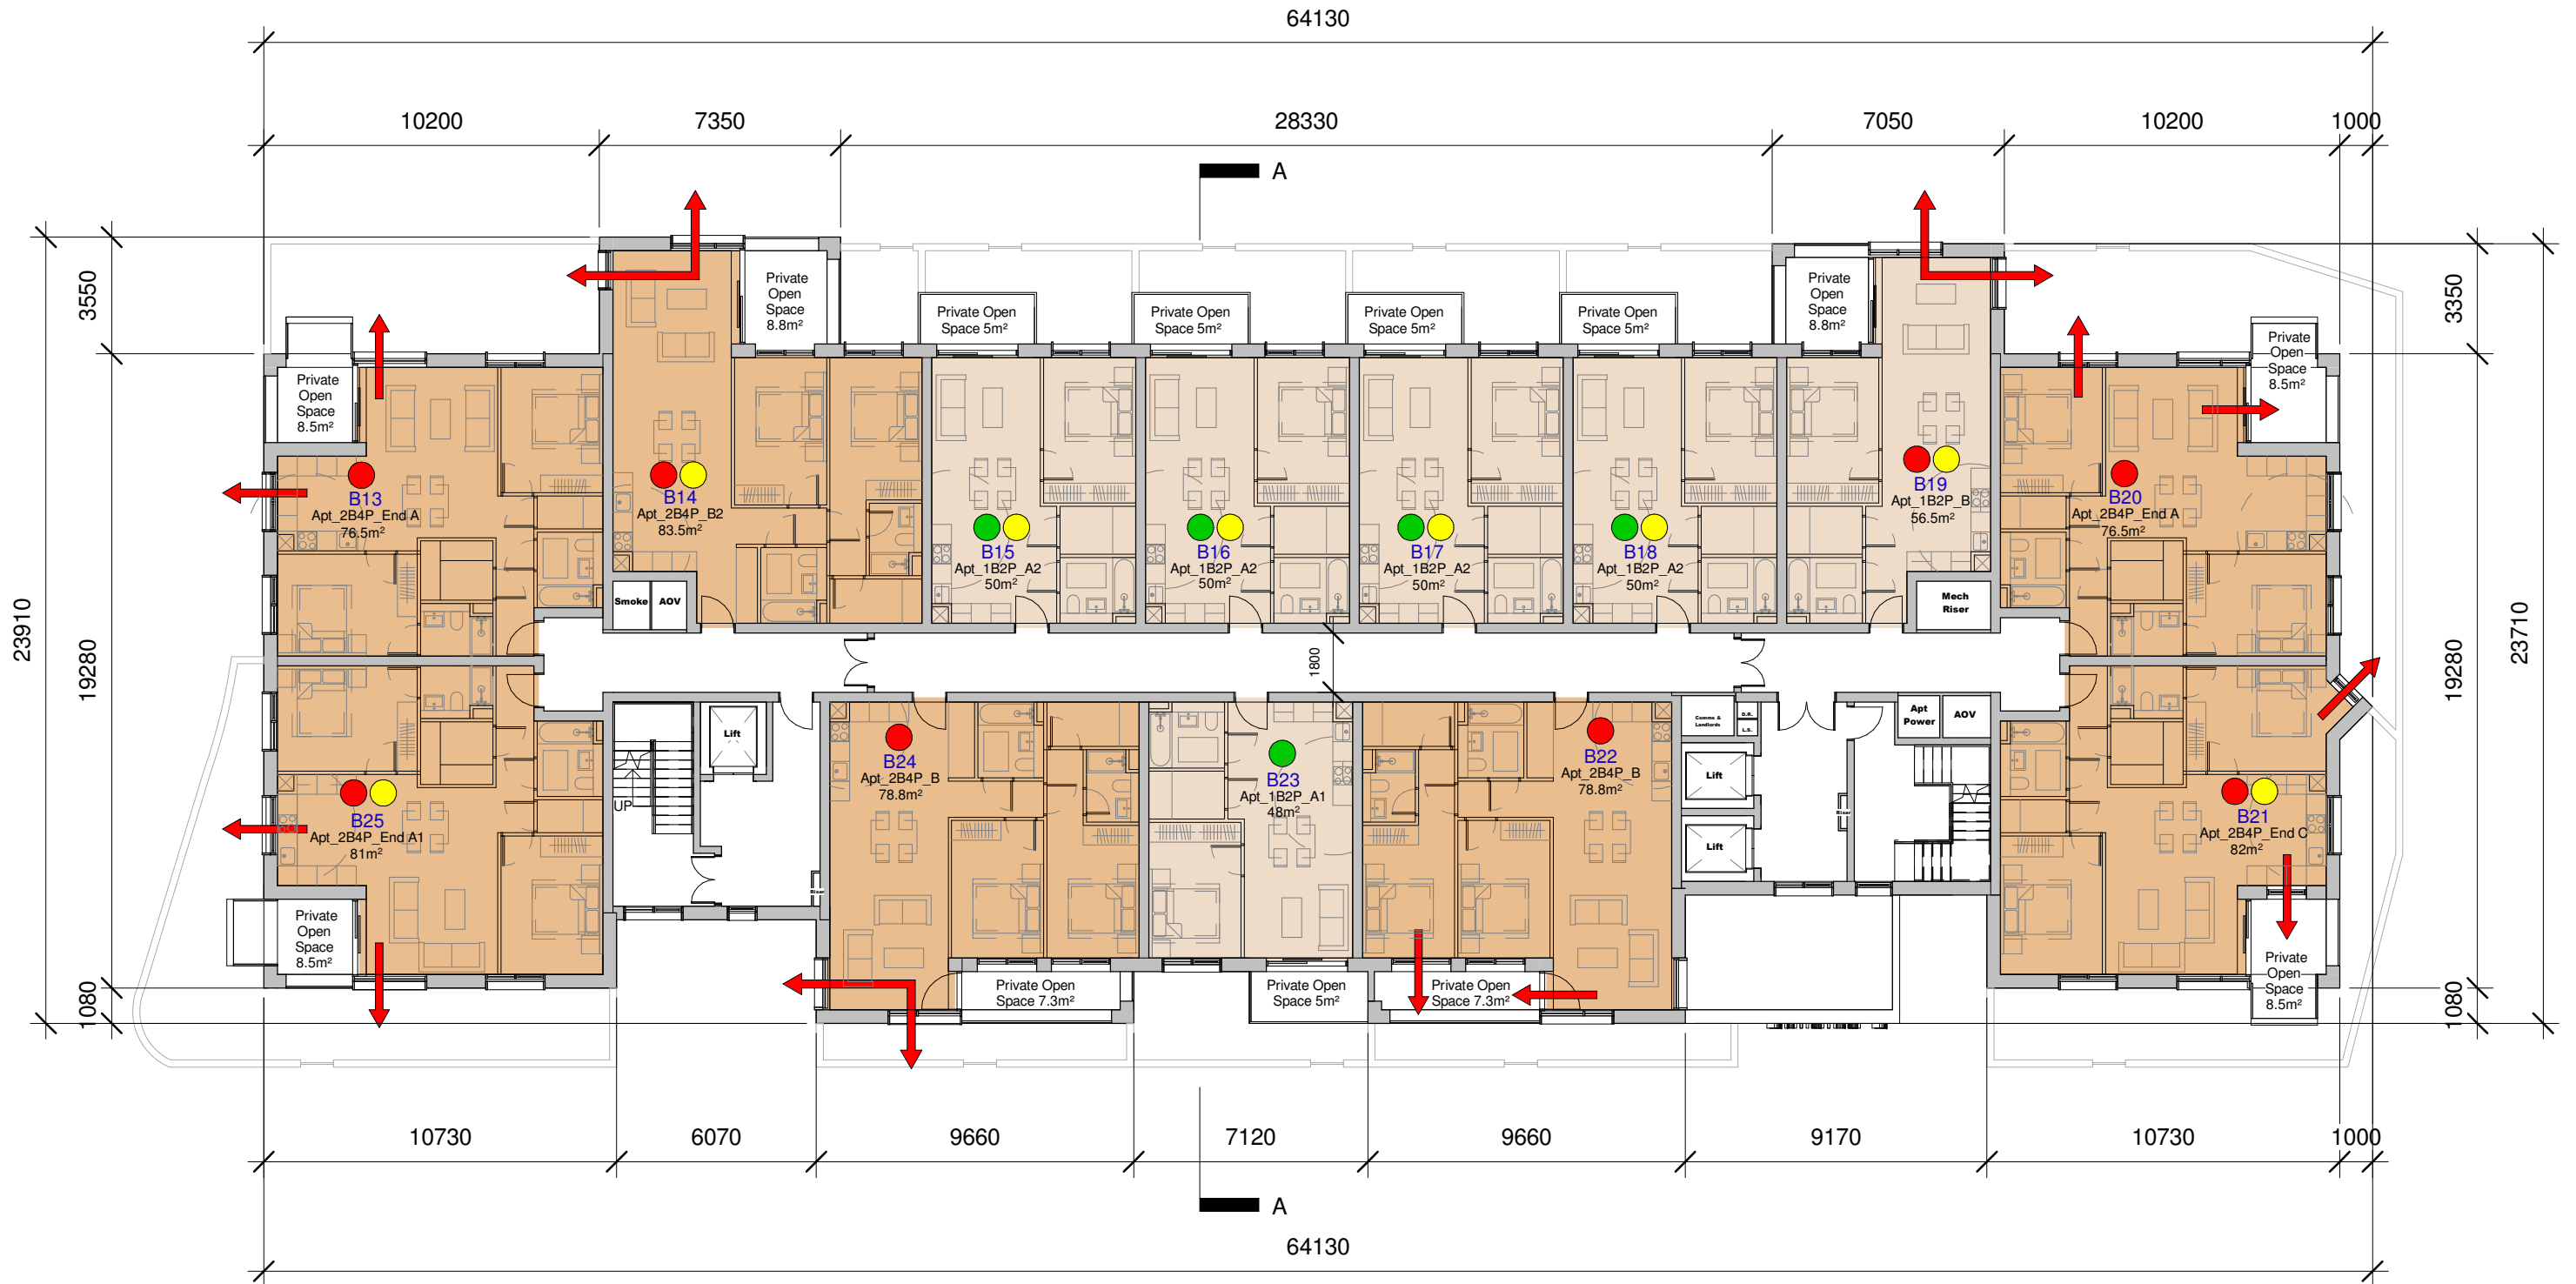 64130
10200
7350
28330
7050
10200
1000
A
3550
19280
1080
23910
3350
19280
1080
23710
Private
Open
Space
8.5m²
Private
Open
Space
8.8m²
Private Open
Space 5m²
Private Open
Space 5m²
Private Open
Space 5m²
Private Open
Space 5m²
Private
Open
Space
8.8m²
Private
Open
Space
8.5m²
B13
Apt_2B4P_End A
76.5m²
B14
Apt_2B4P_B2
83.5m²
B15
Apt_1B2P_A2
50m²
B16
Apt_1B2P_A2
50m²
B17
Apt_1B2P_A2
50m²
B18
Apt_1B2P_A2
50m²
B19
Apt_1B2P_B
56.5m²
B20
Apt_2B4P_End A
76.5m²
Smoke
AOV
Mech
Riser
1800
Lift
UP
Riser
Comms &
Landlords
D.R.
L.S.
Lift
Lift
Riser
Apt
Power
AOV
B25
Apt_2B4P_End A1
81m²
B24
Apt_2B4P_B
78.8m²
B23
Apt_1B2P_A1
48m²
B22
Apt_2B4P_B
78.8m²
B21
Apt_2B4P_End C
82m²
Private
Open
Space
8.5m²
Private Open
Space 7.3m²
Private Open
Space 5m²
Private Open
Space 7.3m²
Private
Open
Space
8.5m²
10730
6070
9660
7120
9660
9170
10730
1000
A
64130